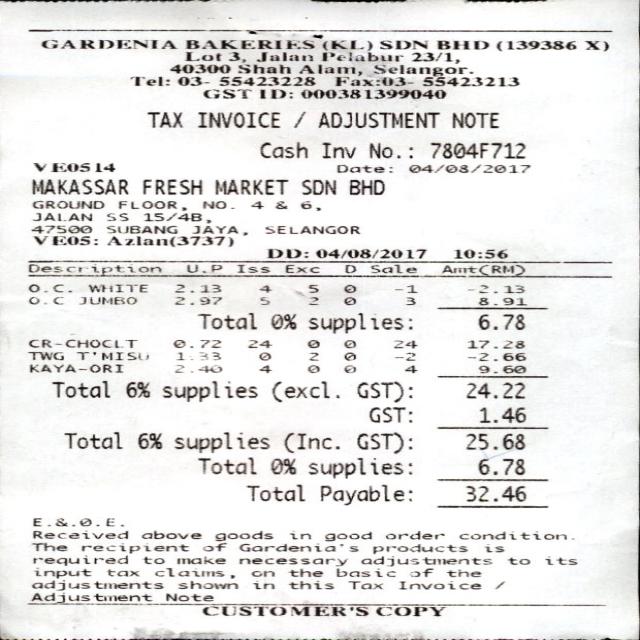 GARDENIA BAKERIES (KL) SDN BHD (139386 X)
Lot 3, Jalan Pelabur 23/1,
40300 Shah Alam, Selangor.
Tel: 03- 55423228 Fax:03- 55423213
GST ID: 000381399040
TAX INVOICE / ADJUSTMENT NOTE
Cash Inv No.: 7804F712
VE0514 Date: 04/08/2017
MAKASSAR FRESH MARKET SDN BHD
GROUND FLOOR, NO. 4 & 6,
JALAN SS 15/4B,
47500 SUBANG JAYA, SELANGOR
VE05: Azlan(3737)
DD: 04/08/2017 10:56
Description U.P Iss Exc D Sale Amt(RM)
O.C. WHITE 2.13 4 5 0 -1 -2.13
O.C JUMBO 2.97 5 2 0 3 8.91
Total 0% supplies: 6.78
CR-CHOCLT 0.72 24 0 0 24 17.28
TWG T'MISU 1.33 0 2 0 -2 -2.66
KAYA-ORI 2.40 4 0 0 4 9.60
Total 6% supplies (excl. GST): 24.22
GST: 1.46
Total 6% supplies (Inc. GST): 25.68
Total 0% supplies: 6.78
Total Payable: 32.46
E.&.O.E.
Received above goods in good order condition.
The recipient of Gardenia's products is
required to make necessary adjustments to its
input tax claims, on the basic of the
adjustments shown in this Tax Invoice /
Adjustment Note
CUSTOMER'S COPY